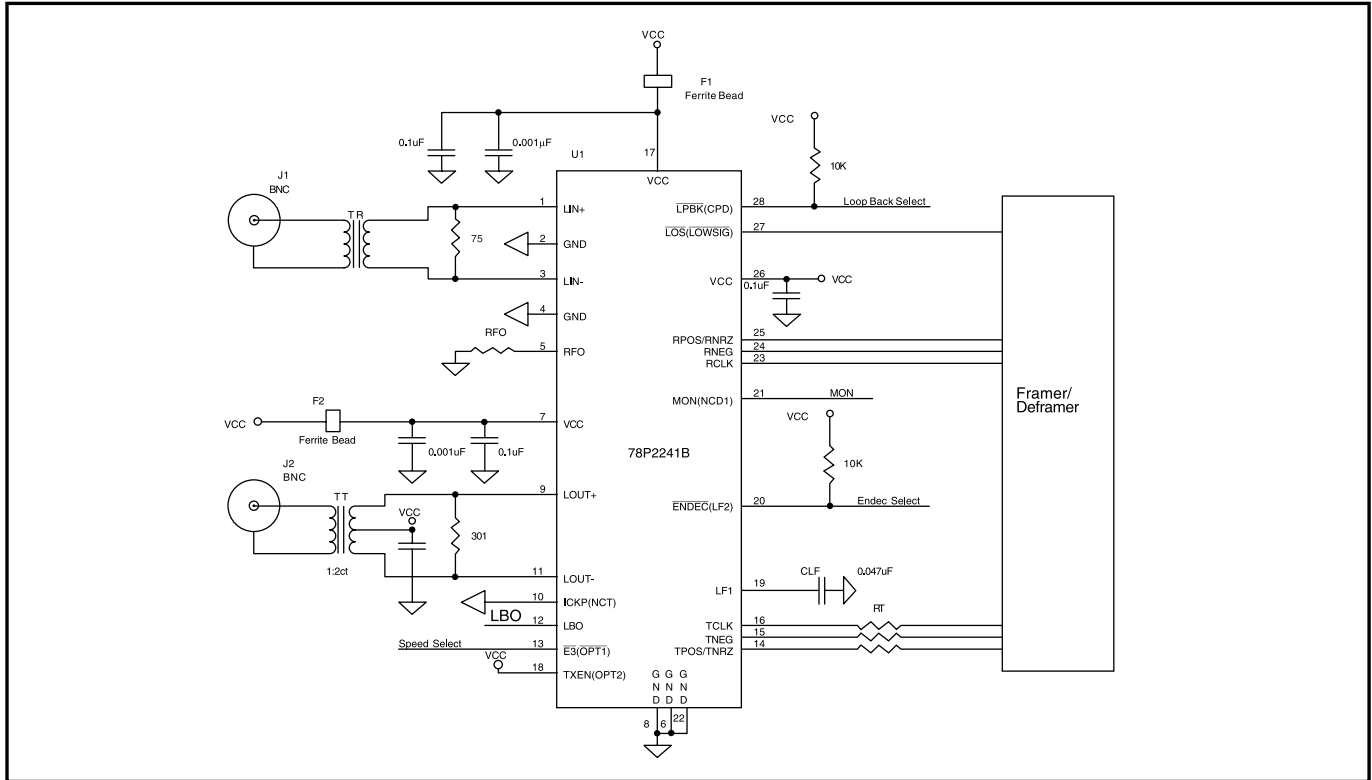 VCC
F1
Ferrite Bead
VCC
0.1uF
0.001µF
17
U1
10K
J1
BNC
VCC
1
LIN+
LPBK(CPD)
28
Loop Back Select
TR
75
LOS(LOWSIG)
27
2
GND
3
LIN-
VCC
26
VCC
0.1uF
4
GND
RFO
RPOS/RNRZ
25
5
RFO
RNEG
24
RCLK
23
Framer/
Deframer
MON(NCD1)
21
MON
F2
VCC
VCC
7
VCC
Ferrite Bead
0.001uF
0.1uF
78P2241B
10K
J2
BNC
9
LOUT+
TT
VCC
ENDEC(LF2)
20
Endec Select
301
1:2ct
11
LOUT-
CLF
0.047uF
LF1
19
10
ICKP(NCT)
LBO
12
LBO
TCLK
16
RT
TNEG
15
Speed Select
13
E3(OPT1)
TPOS/TNRZ
14
VCC
18
TXEN(OPT2)
GND
GND
GND
8
6
22